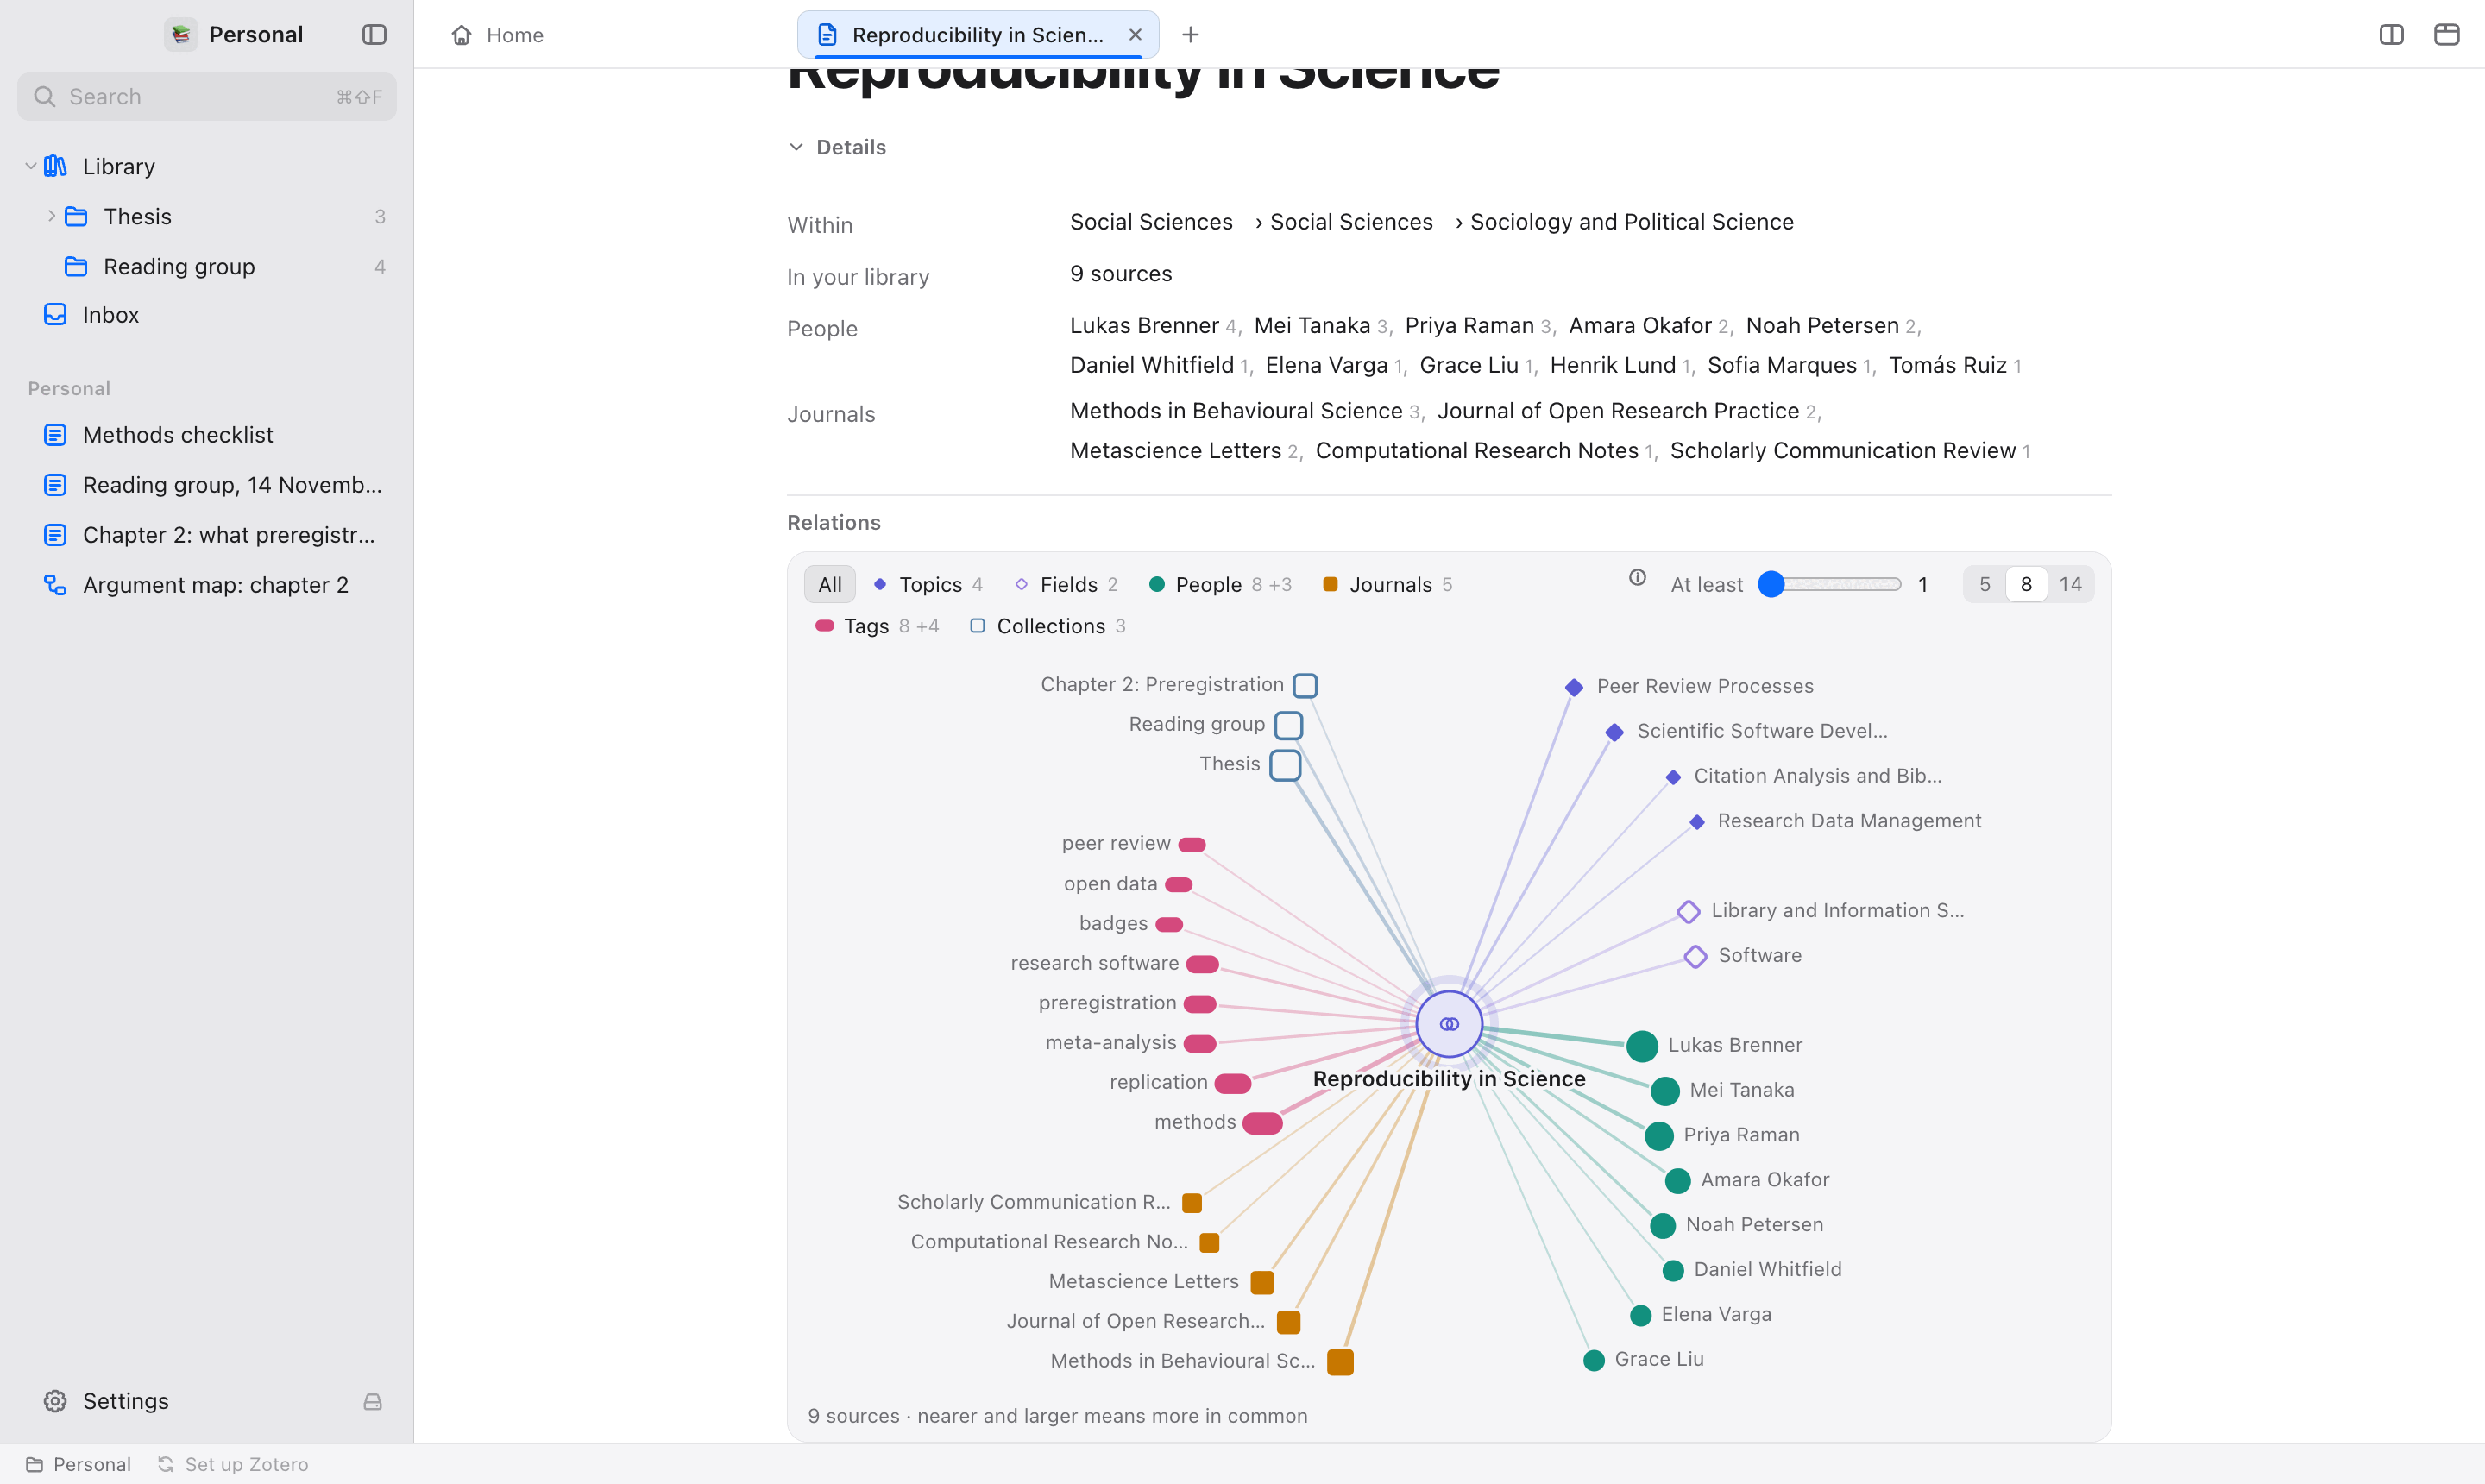 Personal
Search ⌘⇧F
Library
Thesis 3
Reading group 4
Inbox
Personal
Methods checklist
Reading group, 14 Novemb...
Chapter 2: what preregistr...
Argument map: chapter 2
Settings
Personal Set up Zotero
Home
Reproducibility in Scien...
Reproducibility in Science
Details
Within Social Sciences › Social Sciences › Sociology and Political Science
In your library 9 sources
People Lukas Brenner 4, Mei Tanaka 3, Priya Raman 3, Amara Okafor 2, Noah Petersen 2,
Daniel Whitfield 1, Elena Varga 1, Grace Liu 1, Henrik Lund 1, Sofia Marques 1, Tomás Ruiz 1
Journals Methods in Behavioural Science 3, Journal of Open Research Practice 2,
Metascience Letters 2, Computational Research Notes 1, Scholarly Communication Review 1
Relations
All Topics 4 Fields 2 People 8 +3 Journals 5 At least 1 5 8 14
Tags 8 +4 Collections 3
Chapter 2: Preregistration
Reading group
Thesis
peer review
open data
badges
research software
preregistration
meta-analysis
replication
methods
Scholarly Communication R...
Computational Research No...
Metascience Letters
Journal of Open Research...
Methods in Behavioural Sc...
Reproducibility in Science
Peer Review Processes
Scientific Software Devel...
Citation Analysis and Bib...
Research Data Management
Library and Information S...
Software
Lukas Brenner
Mei Tanaka
Priya Raman
Amara Okafor
Noah Petersen
Daniel Whitfield
Elena Varga
Grace Liu
9 sources · nearer and larger means more in common